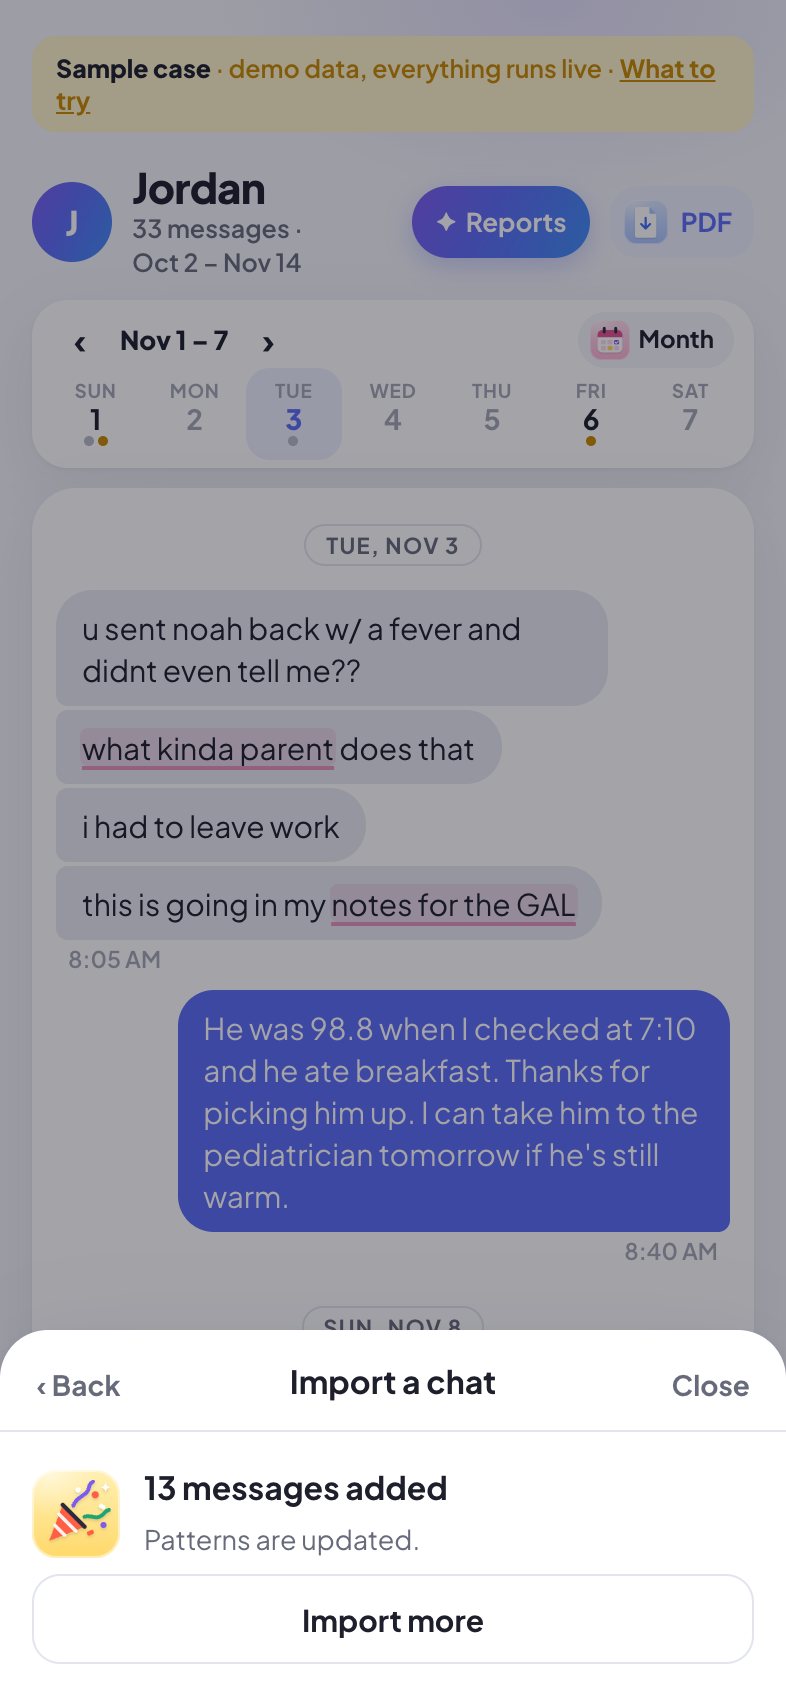 Sample case · demo data, everything runs live · What to
try
J
Jordan
33 messages ·
Oct 2 – Nov 14
✦ Reports
PDF
‹ Nov 1 – 7 ›
Month
SUN MON TUE WED THU FRI SAT
1 2 3 4 5 6 7
TUE, NOV 3
u sent noah back w/ a fever and
didnt even tell me??
what kinda parent does that
i had to leave work
this is going in my notes for the GAL
8:05 AM
He was 98.8 when I checked at 7:10
and he ate breakfast. Thanks for
picking him up. I can take him to the
pediatrician tomorrow if he's still
warm.
8:40 AM
SUN, NOV 8
‹ Back
Import a chat
Close
13 messages added
Patterns are updated.
Import more